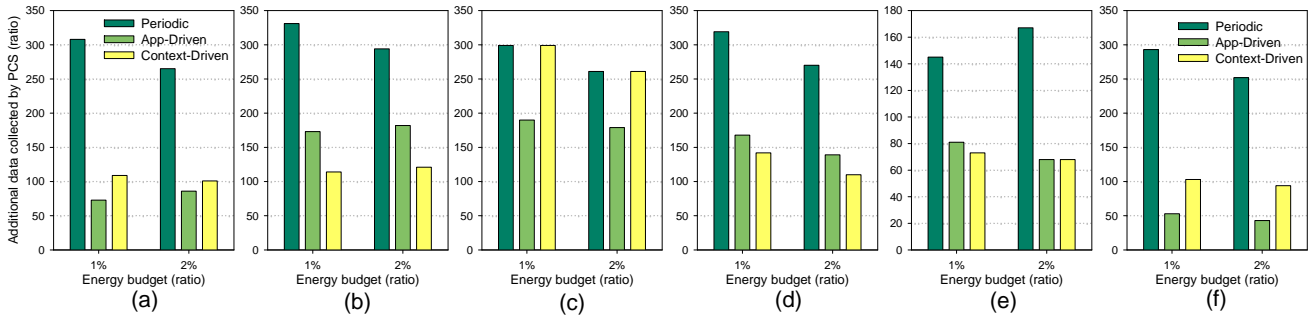 Additional data collected by PCS (ratio)
350
300
250
200
150
100
50
0
Periodic
App-Driven
Context-Driven
1%
2%
Energy budget (ratio)
(a)
350
300
250
200
150
100
50
0
1%
2%
Energy budget (ratio)
(b)
350
300
250
200
150
100
50
0
Periodic
App-Driven
Context-Driven
1%
2%
Energy budget (ratio)
(c)
350
300
250
200
150
100
50
0
1%
2%
Energy budget (ratio)
(d)
180
160
140
120
100
80
60
40
20
0
1%
2%
Energy budget (ratio)
(e)
350
300
250
200
150
100
50
0
Periodic
App-Driven
Context-Driven
1%
2%
Energy budget (ratio)
(f)